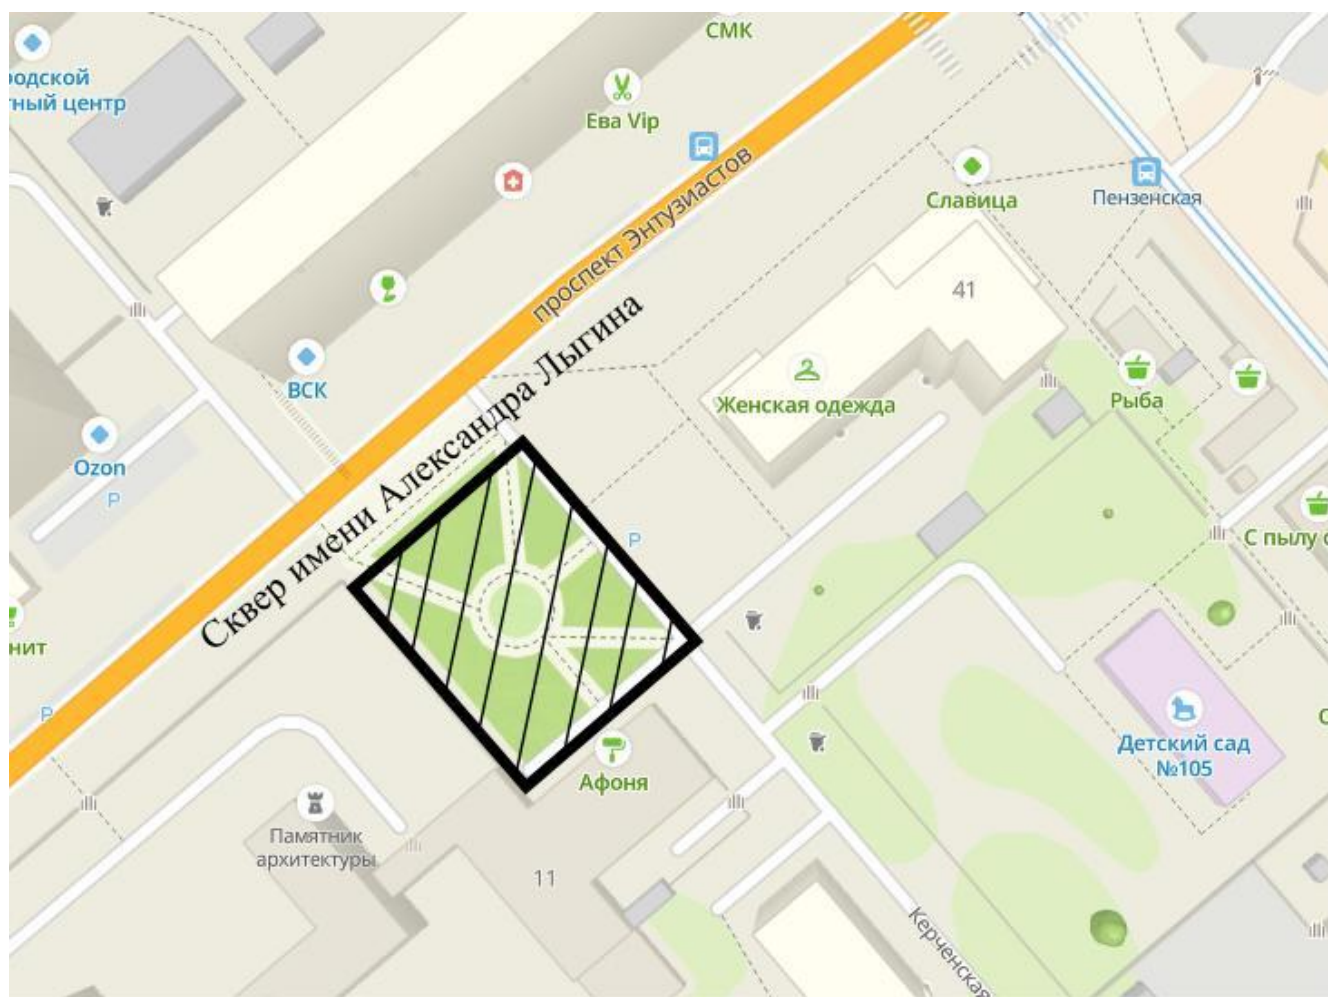 СМК
одской
ный центр
Ева Vip
проспект Энтузиастов
Славица
Пензенская
41
ВСК
Женская одежда
Рыба
Ozon
P
Сквер имени Александра Лыгина
P
С пылу с
нит
P
Афоня
Детский сад
№105
Памятник
архитектуры
11
Керченская